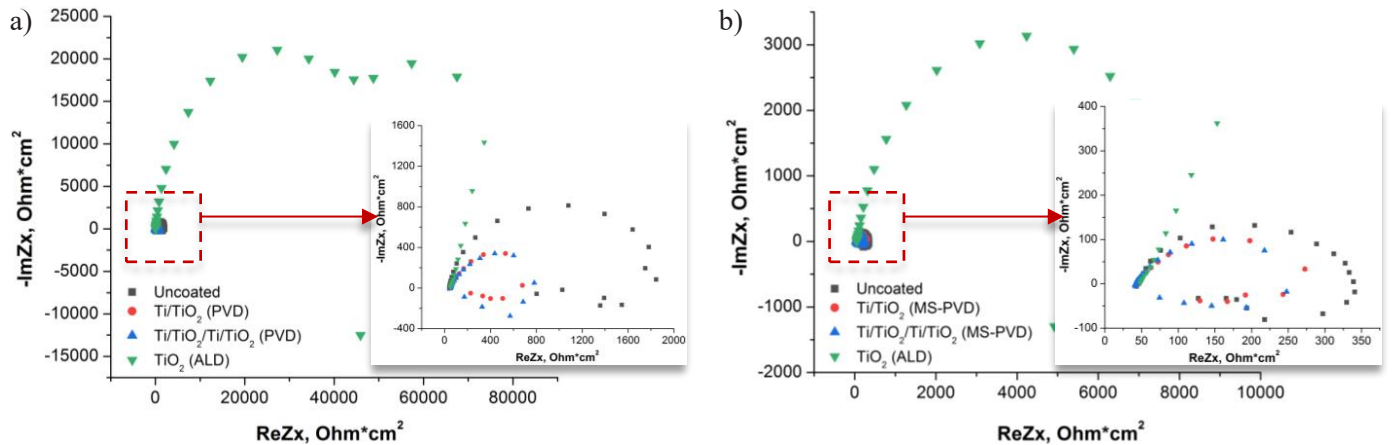 a)
25000
20000
15000
10000
5000
0
-5000
-10000
-15000
-ImZx, Ohm*cm²
0
20000
40000
60000
80000
ReZx, Ohm*cm²
Uncoated
Ti/TiO₂ (PVD)
Ti/TiO₂/Ti/TiO₂ (PVD)
TiO₂ (ALD)
1600
1200
800
400
0
-400
-ImZx, Ohm*cm²
0
400
800
1200
1600
2000
ReZx, Ohm*cm²
b)
3000
2000
1000
0
-1000
-2000
-ImZx, Ohm*cm²
0
2000
4000
6000
8000
10000
ReZx, Ohm*cm²
Uncoated
Ti/TiO₂ (MS-PVD)
Ti/TiO₂/Ti/TiO₂ (MS-PVD)
TiO₂ (ALD)
400
300
200
100
0
-100
-ImZx, Ohm*cm²
0
50
100
150
200
250
300
350
ReZx, Ohm*cm²